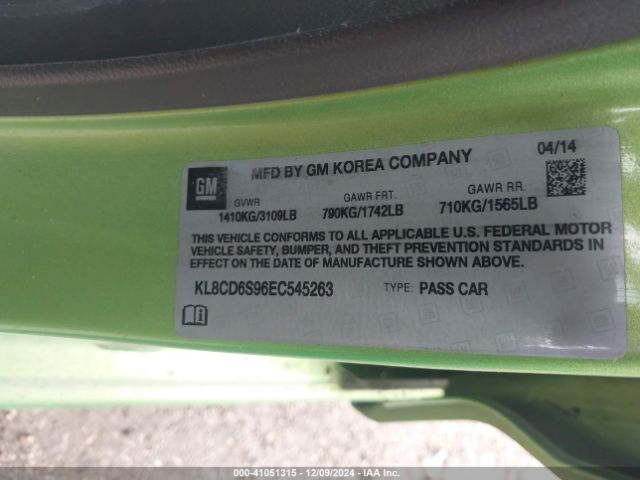 MFD BY GM KOREA COMPANY 04/14
GM
GVWR GAWR FRT. GAWR RR.
1410KG/3109LB 790KG/1742LB 710KG/1565LB
THIS VEHICLE CONFORMS TO ALL APPLICABLE U.S. FEDERAL MOTOR
VEHICLE SAFETY, BUMPER, AND THEFT PREVENTION STANDARDS IN
EFFECT ON THE DATE OF MANUFACTURE SHOWN ABOVE.
KL8CD6S96EC545263 TYPE: PASS CAR
000-41051315 - 12/09/2024 - IAA Inc.